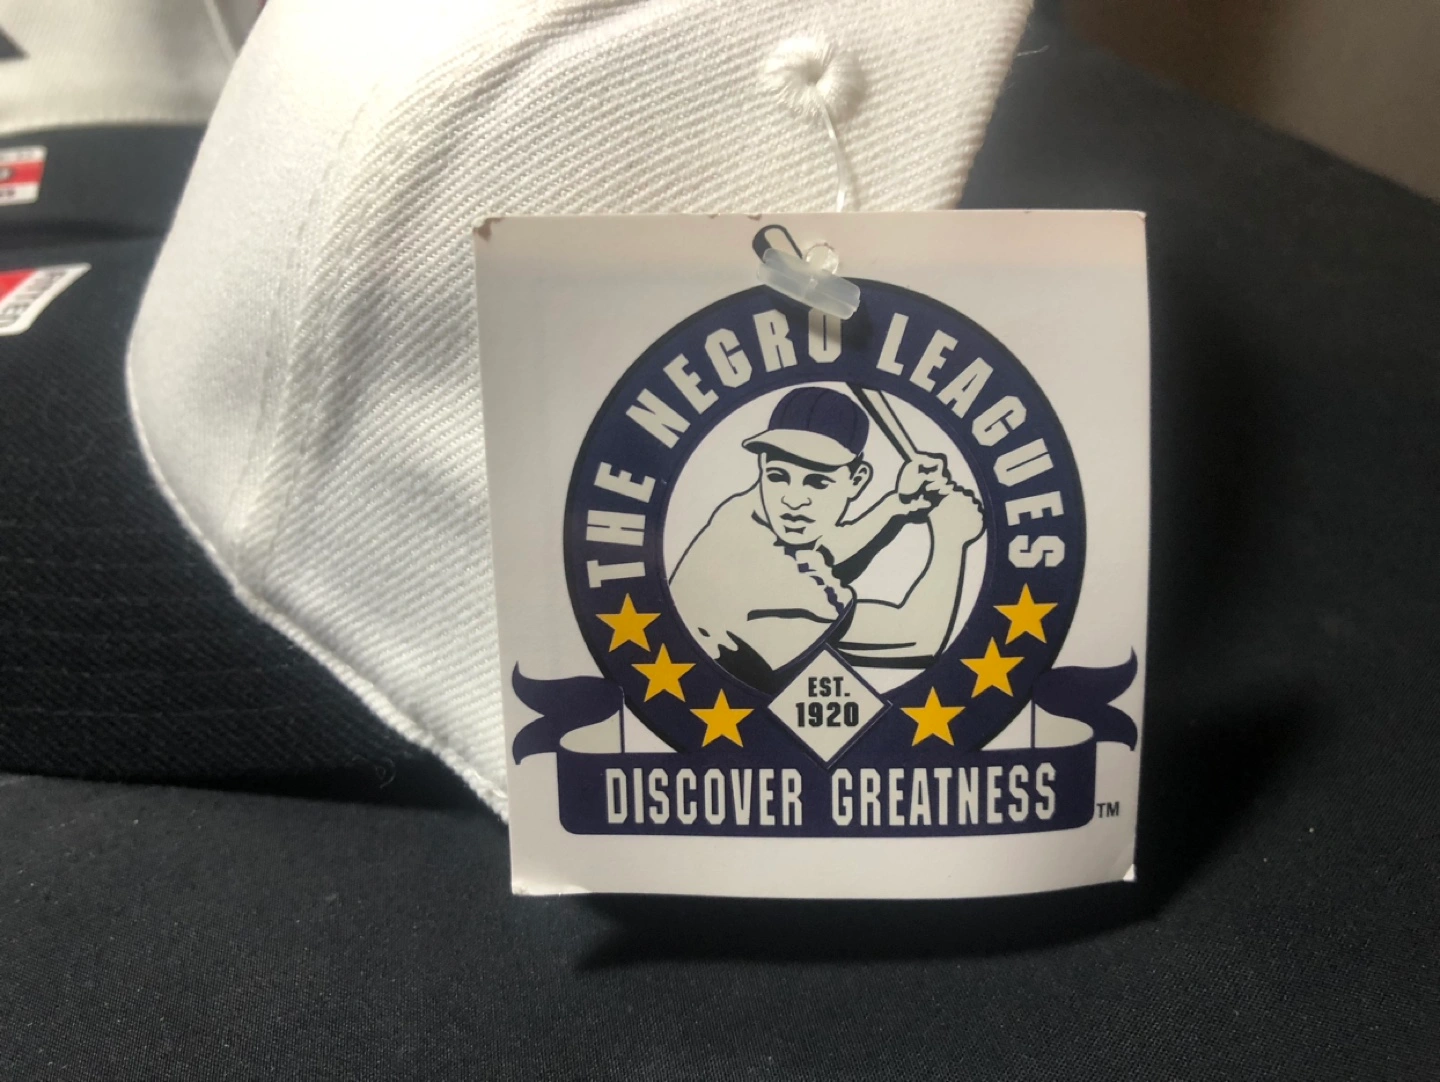 THE NEGRO LEAGUES
EST.
1920
DISCOVER GREATNESS
TM